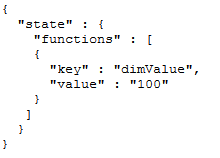 {
  "state" : {
    "functions" : [
    {
      "key" : "dimValue",
      "value" : "100"
    }
   ]
  }
}